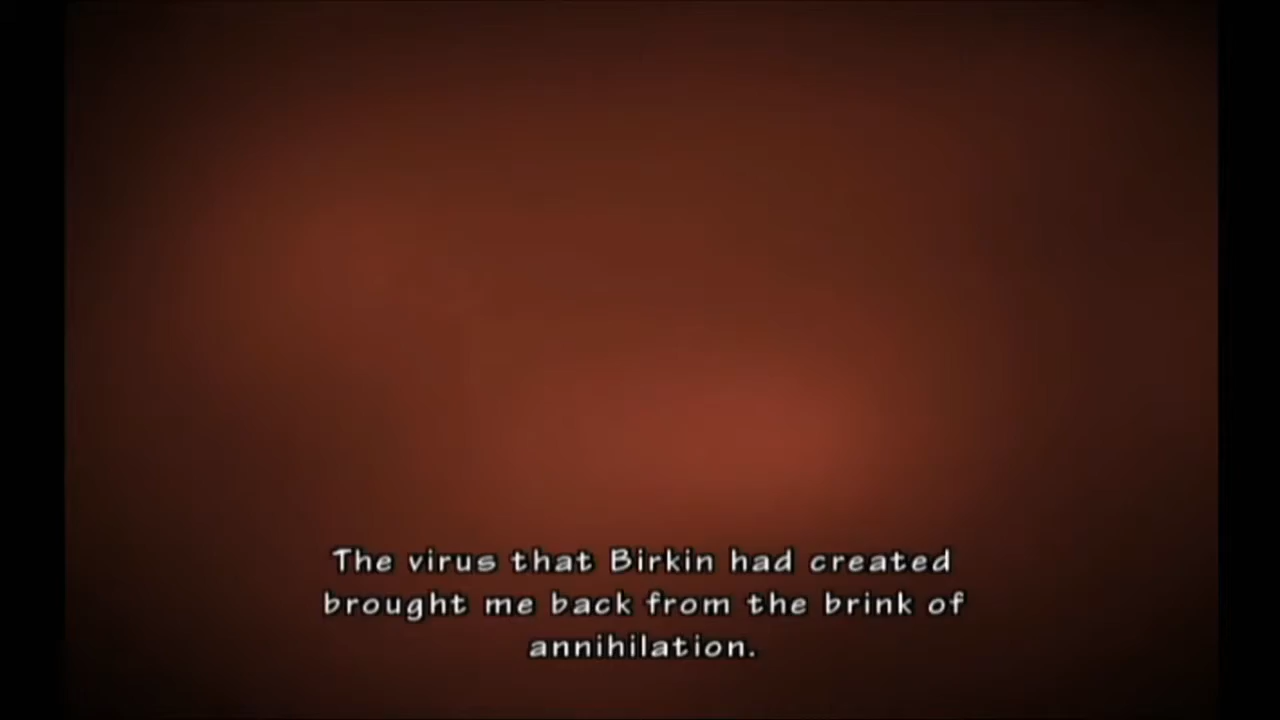 The virus that Birkin had created
brought me back from the brink of
annihilation.